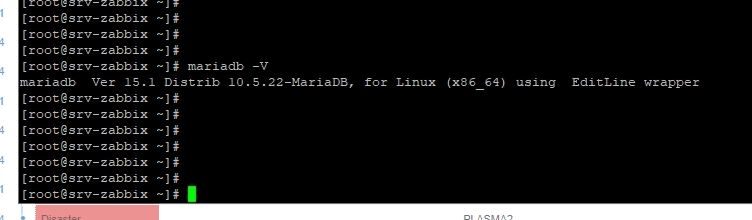 [root@srv-zabbix ~]#
[root@srv-zabbix ~]#
[root@srv-zabbix ~]#
[root@srv-zabbix ~]#
[root@srv-zabbix ~]# mariadb -V
mariadb  Ver 15.1 Distrib 10.5.22-MariaDB, for Linux (x86_64) using  EditLine wrapper
[root@srv-zabbix ~]#
[root@srv-zabbix ~]#
[root@srv-zabbix ~]#
[root@srv-zabbix ~]#
[root@srv-zabbix ~]#
[root@srv-zabbix ~]#
[root@srv-zabbix ~]#
Disaster PLASMA2